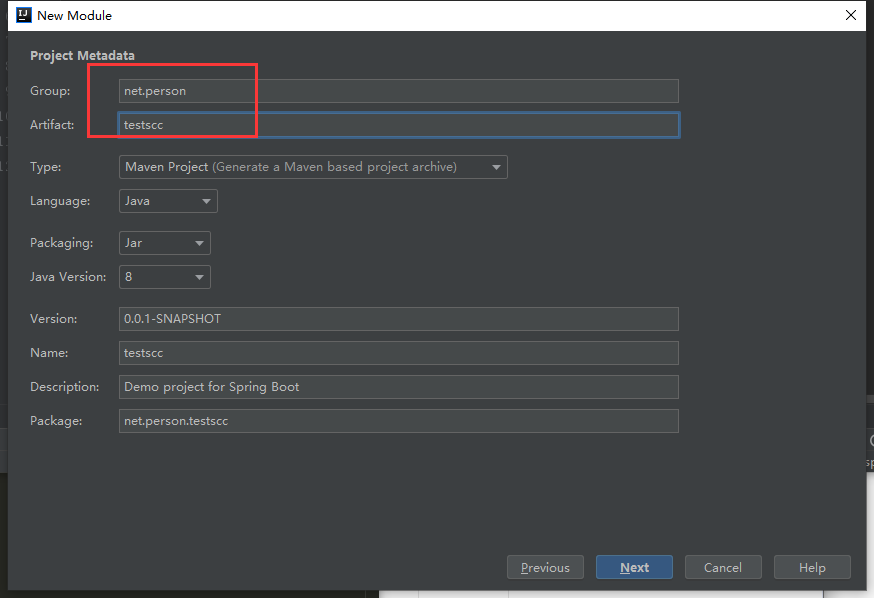 New Module
Project Metadata
Group: net.person
Artifact: testscc
Type: Maven Project (Generate a Maven based project archive)
Language: Java
Packaging: Jar
Java Version: 8
Version: 0.0.1-SNAPSHOT
Name: testscc
Description: Demo project for Spring Boot
Package: net.person.testscc
Previous Next Cancel Help